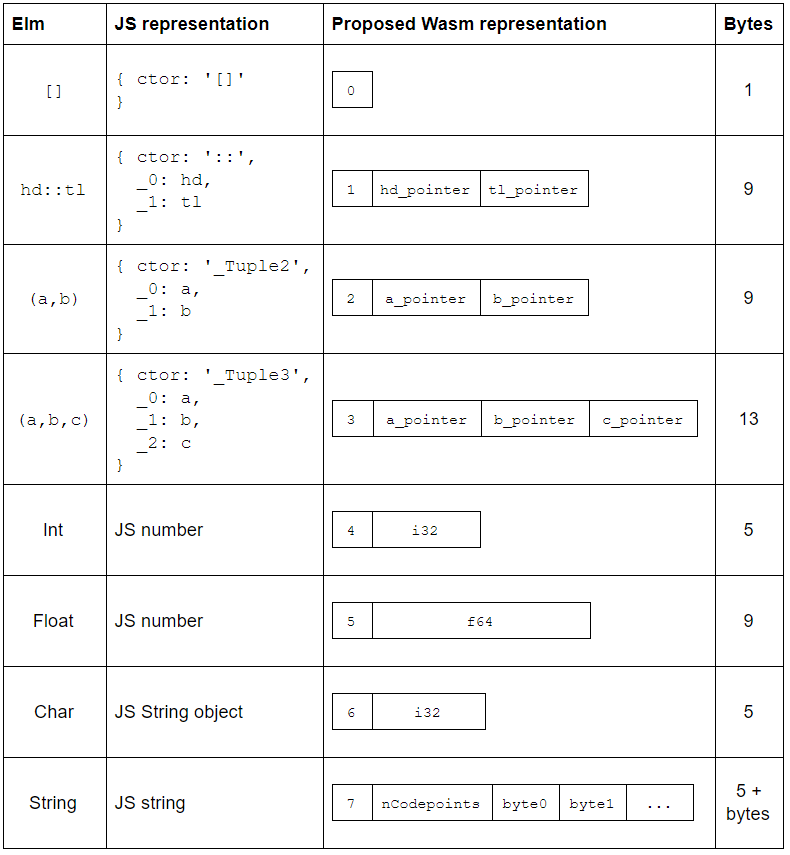 Elm JS representation Proposed Wasm representation Bytes
[] { ctor: '[]' 0 1
}
hd::tl { ctor: '::', 1 hd_pointer tl_pointer 9
_0: hd,
_1: tl
}
(a,b) { ctor: '_Tuple2', 2 a_pointer b_pointer 9
_0: a,
_1: b
}
(a,b,c) { ctor: '_Tuple3', 3 a_pointer b_pointer c_pointer 13
_0: a,
_1: b,
_2: c
}
Int JS number 4 i32 5
Float JS number 5 f64 9
Char JS String object 6 i32 5
String JS string 7 nCodepoints byte0 byte1 ... 5 +
bytes